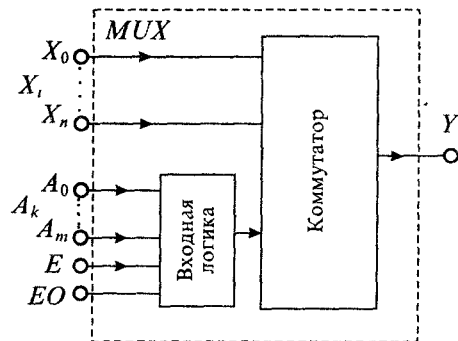 MUX
X₀
Xᵢ
Xₙ
Y
A₀
Aₖ
Aₘ
E
EO
Входная
логика
Коммутатор